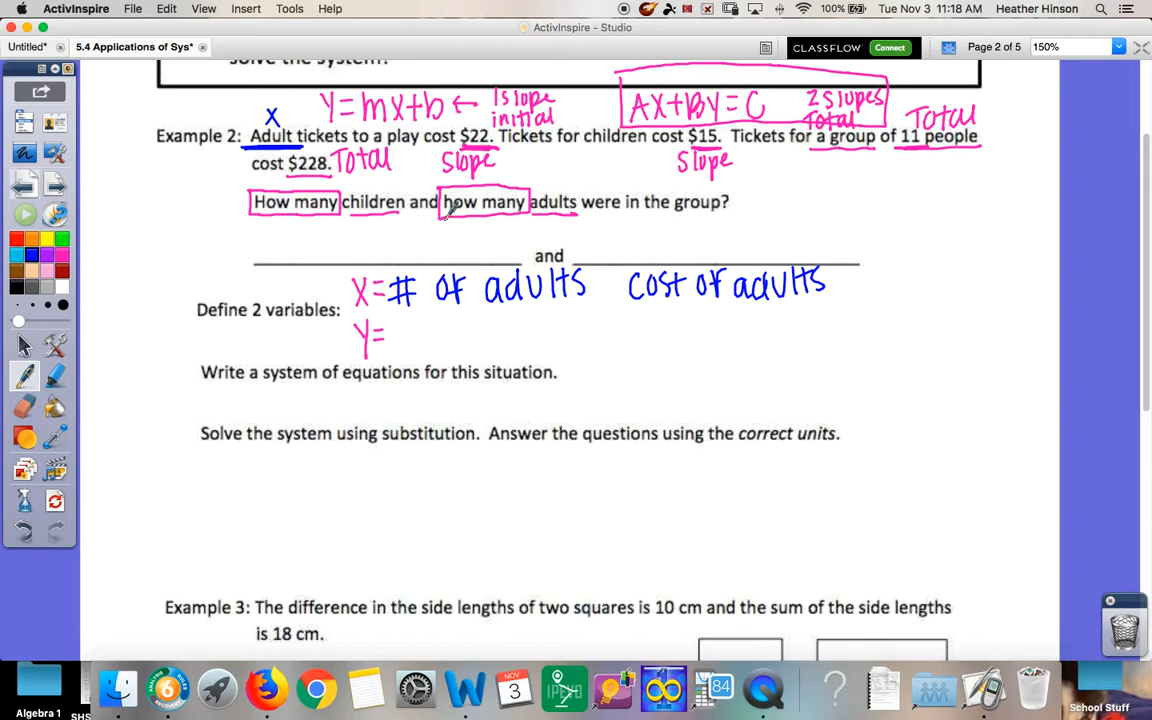 ActivInspire File Edit View Insert Tools Help 100% Tue Nov 3 11:18 AM Heather Hinson
ActivInspire - Studio
Untitled* 5.4 Applications of Sys* CLASSFLOW Connect Page 2 of 5 150%
solve the system?
Y=mx+b ← 1 slope initial
AX+BY=C 2 slopes Total
X
Total
Example 2: Adult tickets to a play cost $22. Tickets for children cost $15. Tickets for a group of 11 people
cost $228. Total slope slope
How many children and how many adults were in the group?
and
X= # of adults cost of adults
Define 2 variables:
Y=
Write a system of equations for this situation.
Solve the system using substitution. Answer the questions using the correct units.
Example 3: The difference in the side lengths of two squares is 10 cm and the sum of the side lengths
is 18 cm.
6
NOV
3
84
?
Algebra 1
SHS
School Stuff